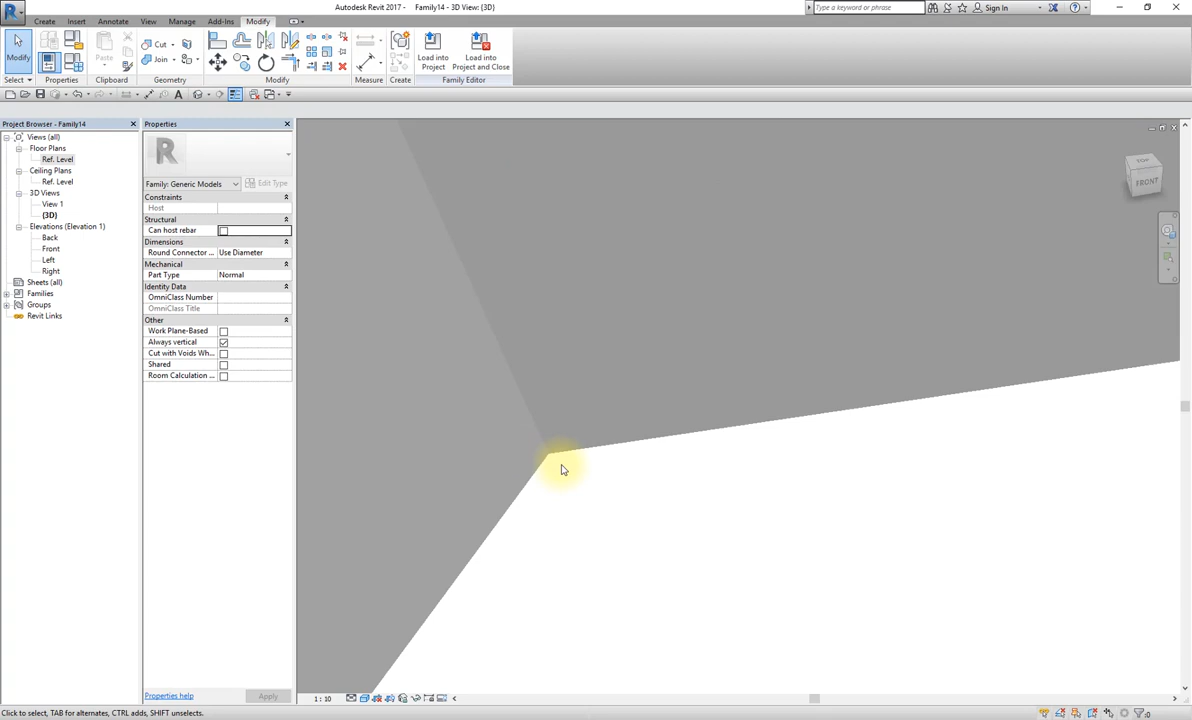 Autodesk Revit 2017 - Family14 - 3D View: {3D}
Type a keyword or phrase
Sign In
Create Insert Annotate View Manage Add-Ins Modify
Modify
Paste
Cut
Join
Load into
Project
Load into
Project and Close
Select Properties Clipboard Geometry Modify Measure Create Family Editor
Project Browser - Family14
Views (all)
Floor Plans
Ref. Level
Ceiling Plans
Ref. Level
3D Views
View 1
{3D}
Elevations (Elevation 1)
Back
Front
Left
Right
Sheets (all)
Families
Groups
Revit Links
Properties
R
Family: Generic Models
Edit Type
Constraints
Host
Structural
Can host rebar
Dimensions
Round Connector ... Use Diameter
Mechanical
Part Type Normal
Identity Data
OmniClass Number
OmniClass Title
Other
Work Plane-Based
Always vertical
Cut with Voids Wh...
Shared
Room Calculation ...
Properties help
Apply
TOP
FRONT
1 : 10
Click to select, TAB for alternates, CTRL adds, SHIFT unselects.
:0